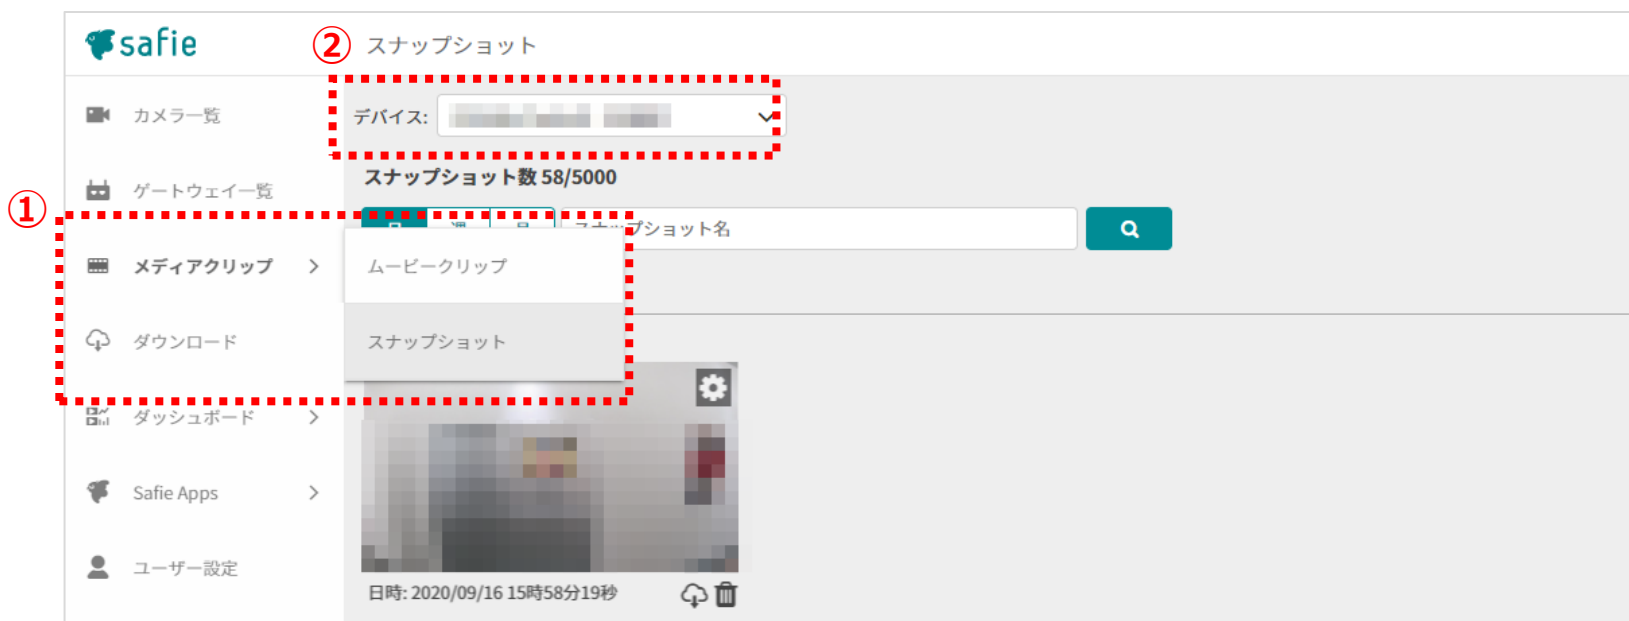 safie
② スナップショット
カメラ一覧
デバイス:
ゲートウェイ一覧
スナップショット数 58/5000
①
スナップショット名
メディアクリップ
ムービークリップ
ダウンロード
スナップショット
ダッシュボード
Safie Apps
ユーザー設定
日時: 2020/09/16 15時58分19秒